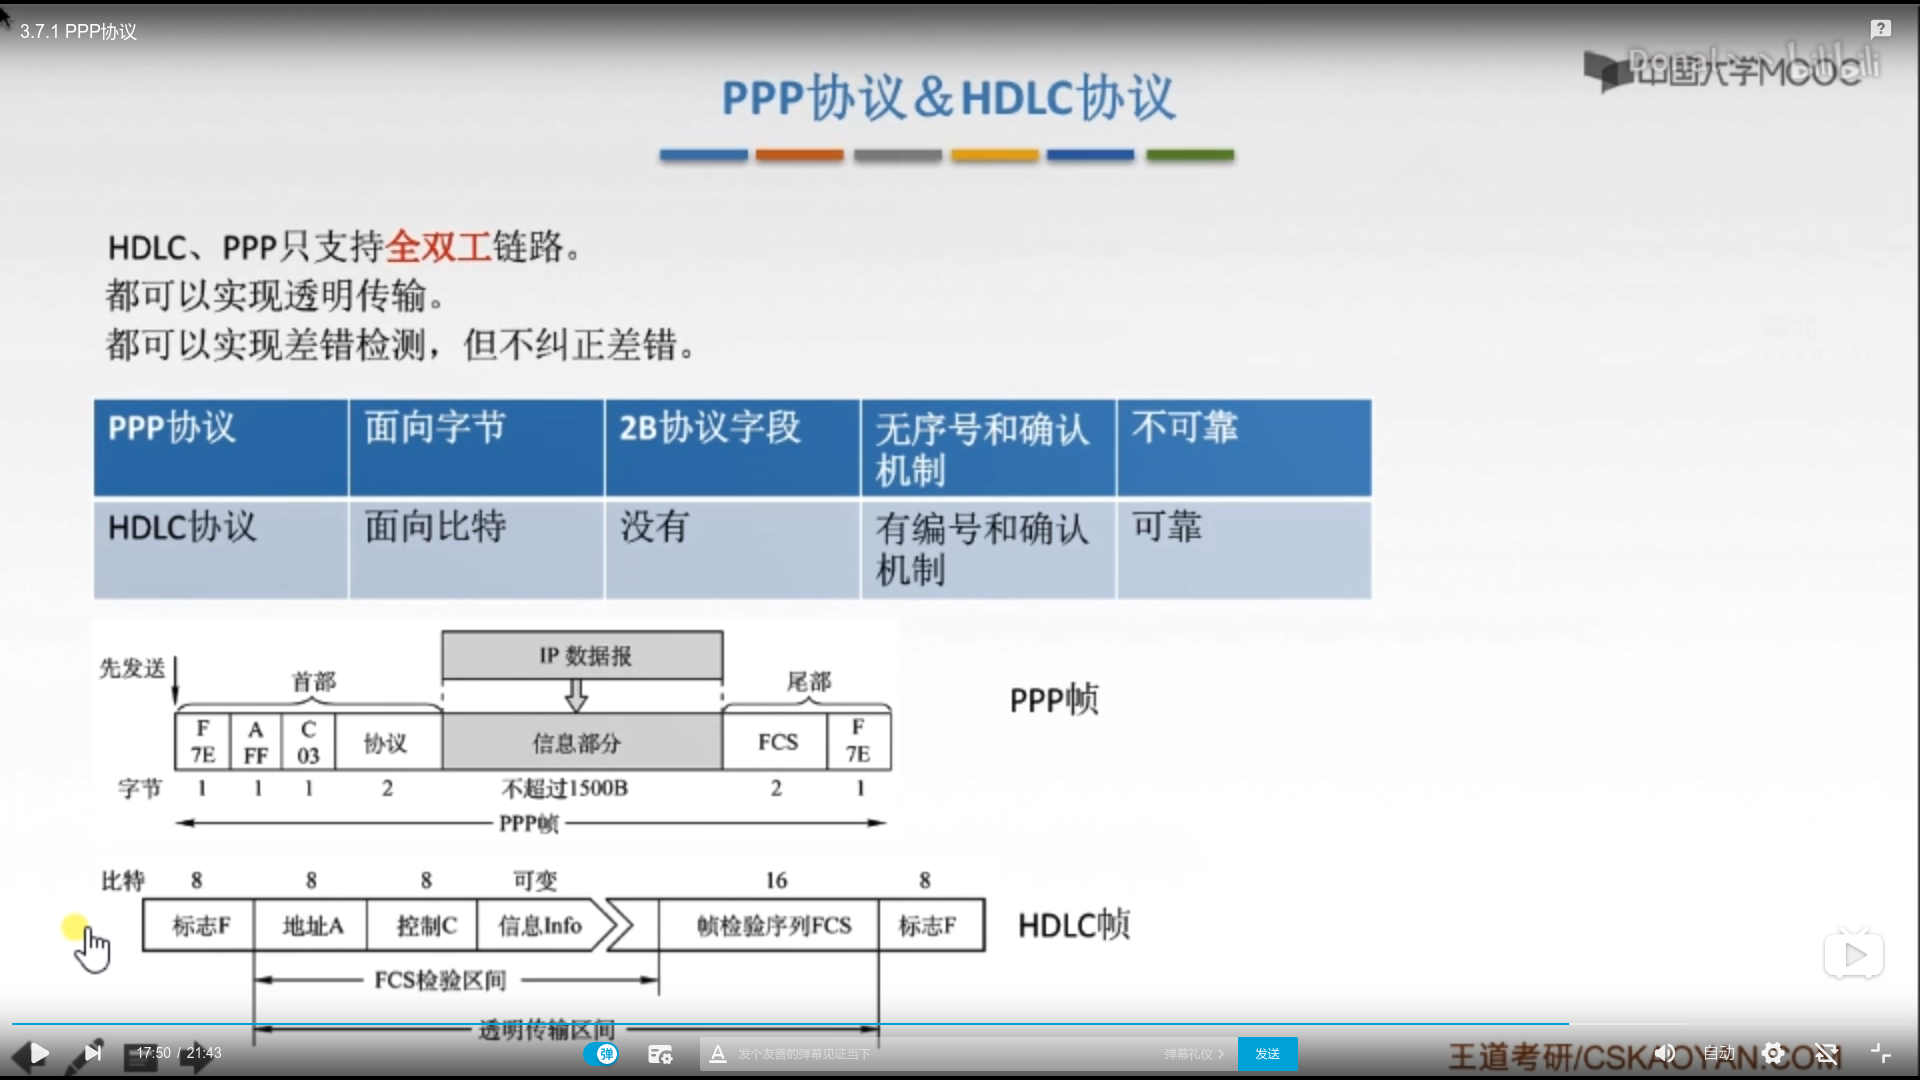 3.7.1 PPP协议
中国大学MOOC
bilibili
PPP协议&HDLC协议
HDLC、PPP只支持全双工链路。
都可以实现透明传输。
都可以实现差错检测，但不纠正差错。
PPP协议 面向字节 2B协议字段 无序号和确认机制 不可靠
HDLC协议 面向比特 没有 有编号和确认机制 可靠
IP 数据报
先发送 首部 尾部
F 7E A FF C 03 协议 信息部分 FCS F 7E
字节 1 1 1 2 不超过1500B 2 1
PPP帧
PPP帧
比特 8 8 8 可变 16 8
标志F 地址A 控制C 信息Info 帧检验序列FCS 标志F
HDLC帧
FCS检验区间
透明传输区间
17:50 / 21:43
弹
发个友善的弹幕见证当下
弹幕礼仪
发送
自动
王道考研/CSKAOYAN.COM